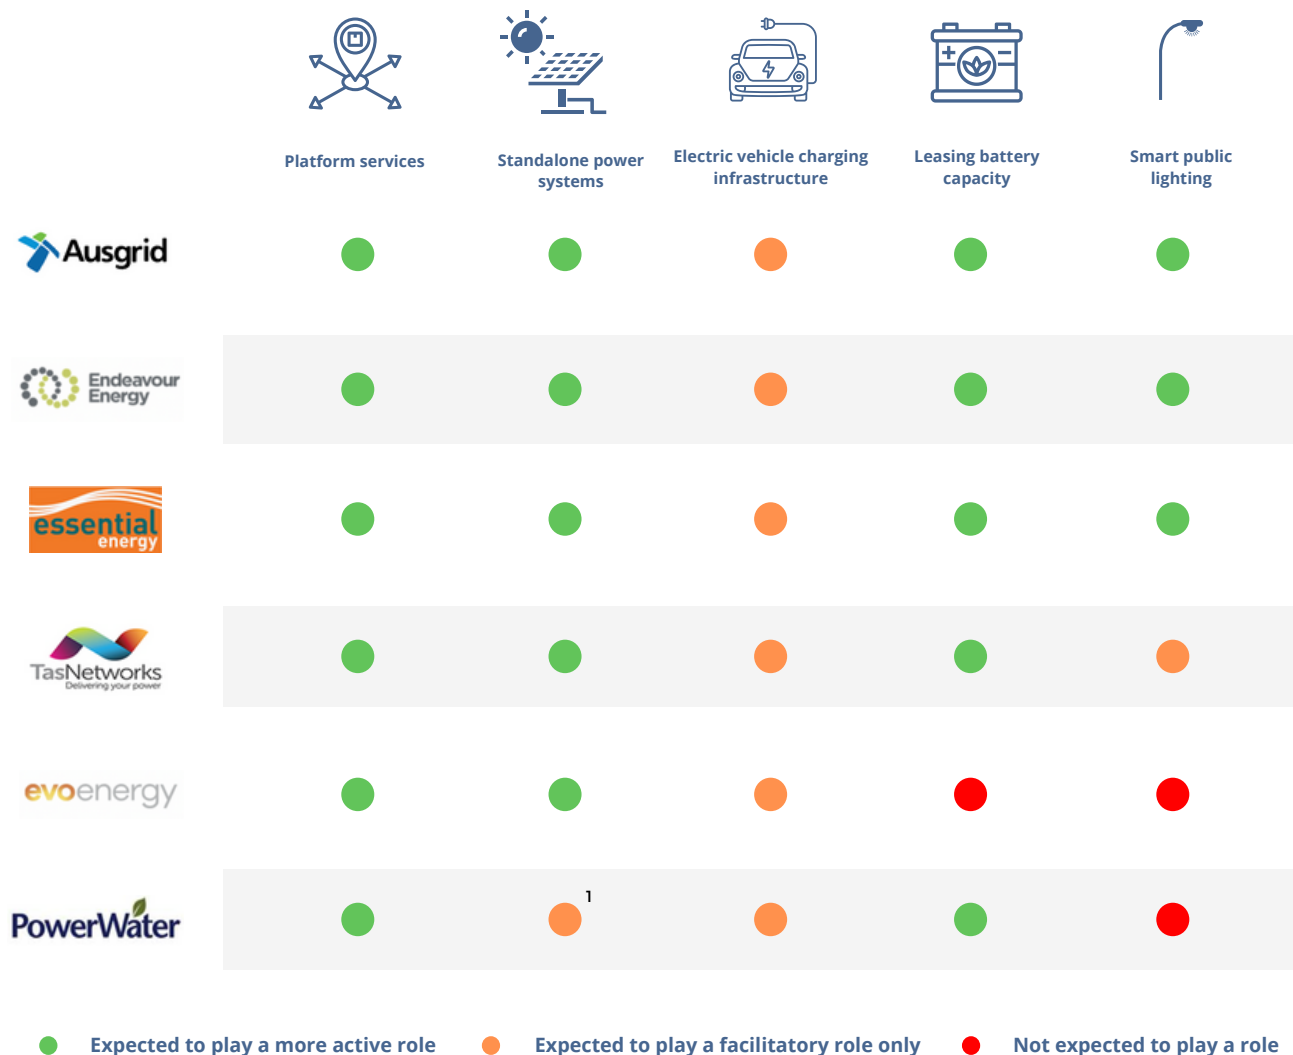 Platform services
Standalone power
systems
Electric vehicle charging
infrastructure
Leasing battery
capacity
Smart public
lighting
Ausgrid
Endeavour
Energy
essential
energy
TasNetworks
Delivering your power
evoenergy
PowerWater
1
Expected to play a more active role
Expected to play a facilitatory role only
Not expected to play a role